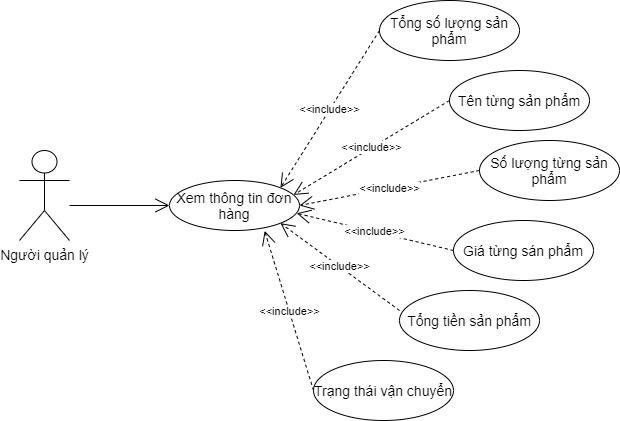 Tổng số lượng sản
phẩm
<<include>>
Tên từng sản phẩm
<<include>>
Số lượng từng sản
phẩm
<<include>>
Xem thông tin đơn
hàng
<<include>>
Giá từng sán phẩm
Người quản lý
<<include>>
Tổng tiền sản phẩm
<<include>>
Trạng thái vận chuyển